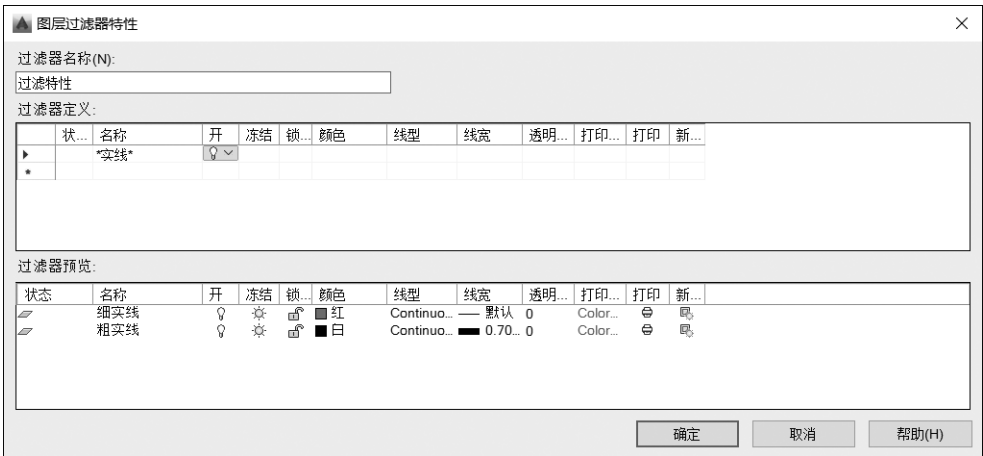 图层过滤器特性
过滤器名称(N):
过滤特性
过滤器定义:
状... 名称 开 冻结 锁... 颜色 线型 线宽 透明... 打印... 打印 新...
*实线*
过滤器预览:
状态 名称 开 冻结 锁... 颜色 线型 线宽 透明... 打印... 打印 新...
细实线 红 Continuo... 默认 0 Color...
粗实线 白 Continuo... 0.70... 0 Color...
确定 取消 帮助(H)